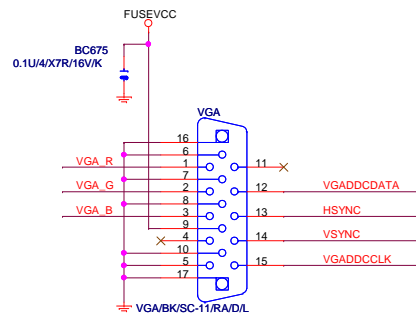 FUSEVCC
BC675
0.1U/4/X7R/16V/K
VGA
16
6
VGA_R 1 11
7
VGA_G 2 12 VGADDCDATA
8
VGA_B 3 13 HSYNC
9
4 14 VSYNC
10
5 15 VGADDCCLK
17
VGA/BK/SC-11/RA/D/L